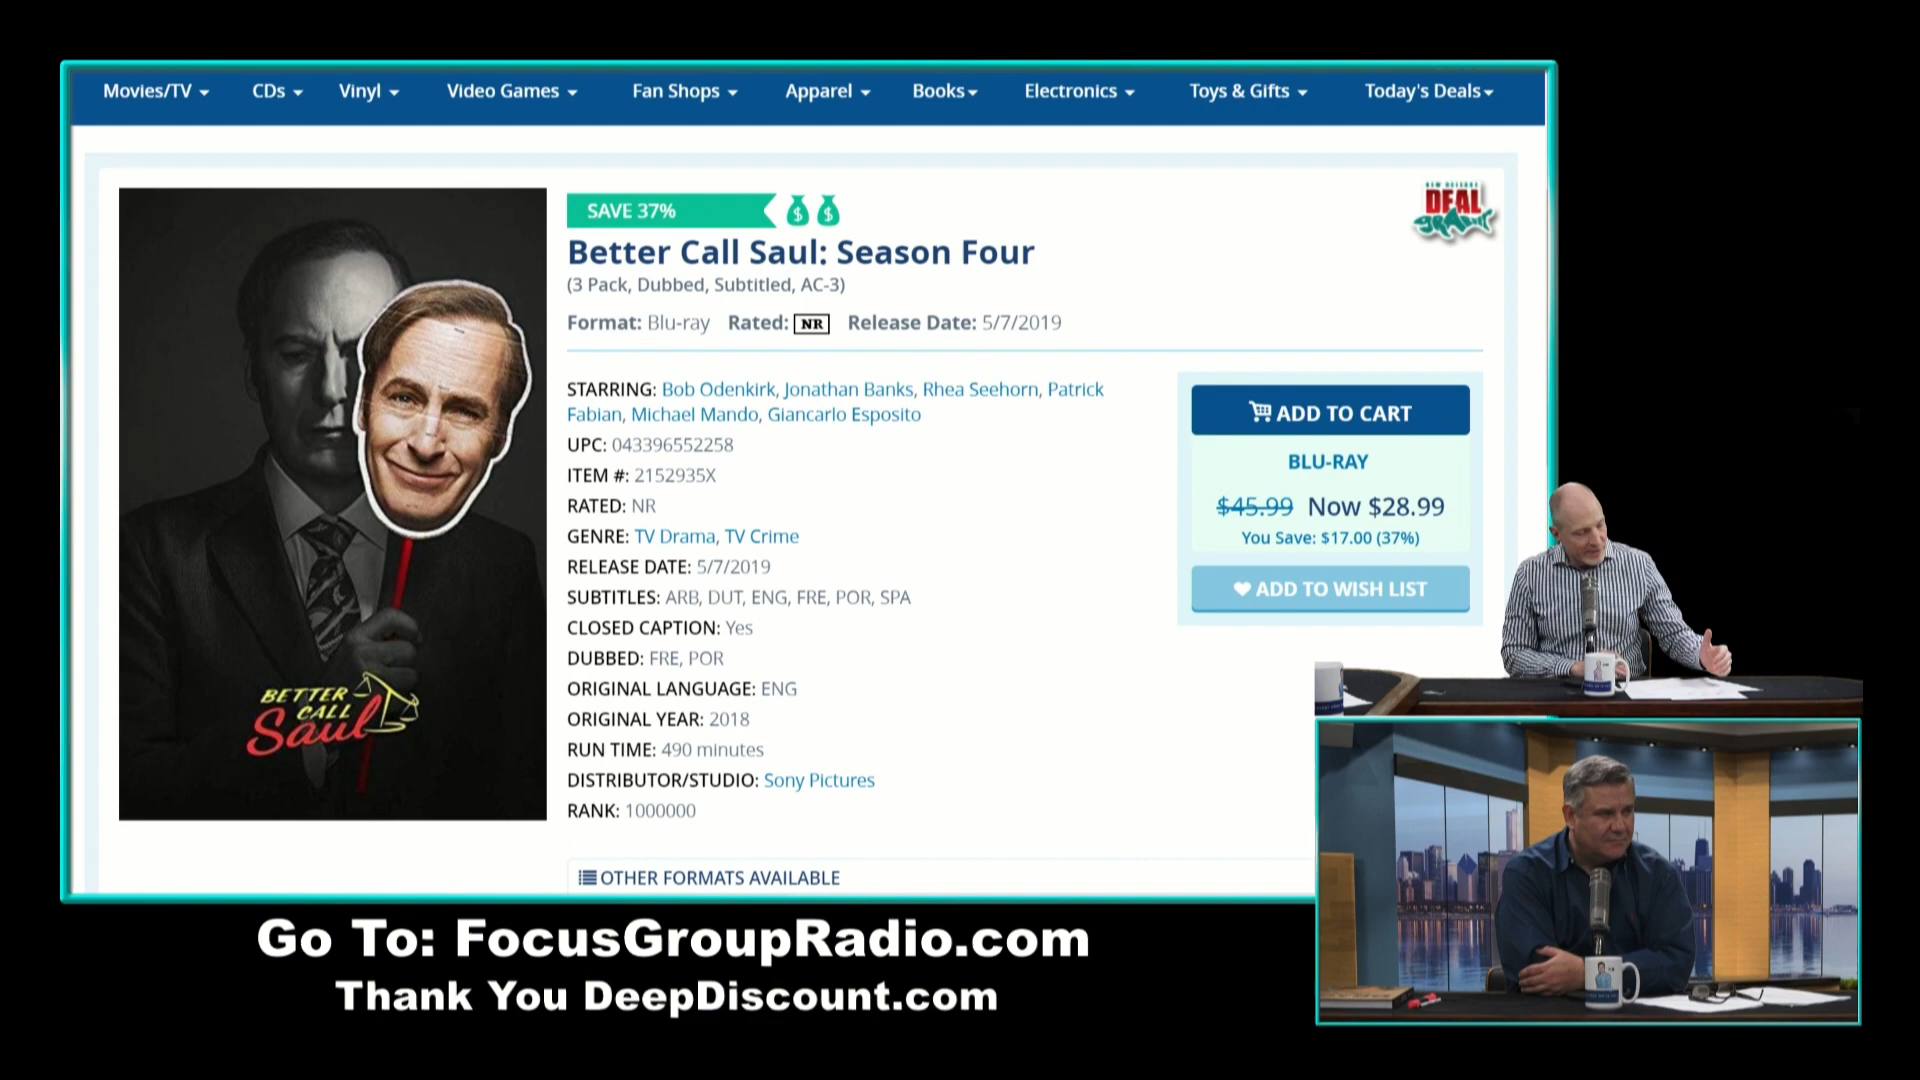 Movies/TV CDs Vinyl Video Games Fan Shops Apparel Books Electronics Toys & Gifts Today's Deals
NEW RELEASE
DEAL
SAVE 37%
Better Call Saul: Season Four
(3 Pack, Dubbed, Subtitled, AC-3)
Format: Blu-ray Rated: NR Release Date: 5/7/2019
STARRING: Bob Odenkirk, Jonathan Banks, Rhea Seehorn, Patrick
Fabian, Michael Mando, Giancarlo Esposito
UPC: 043396552258
ITEM #: 2152935X
RATED: NR
GENRE: TV Drama, TV Crime
RELEASE DATE: 5/7/2019
SUBTITLES: ARB, DUT, ENG, FRE, POR, SPA
CLOSED CAPTION: Yes
DUBBED: FRE, POR
ORIGINAL LANGUAGE: ENG
ORIGINAL YEAR: 2018
RUN TIME: 490 minutes
DISTRIBUTOR/STUDIO: Sony Pictures
RANK: 1000000
OTHER FORMATS AVAILABLE
ADD TO CART
BLU-RAY
$45.99 Now $28.99
You Save: $17.00 (37%)
ADD TO WISH LIST
BETTER
CALL
Saul
Go To: FocusGroupRadio.com
Thank You DeepDiscount.com